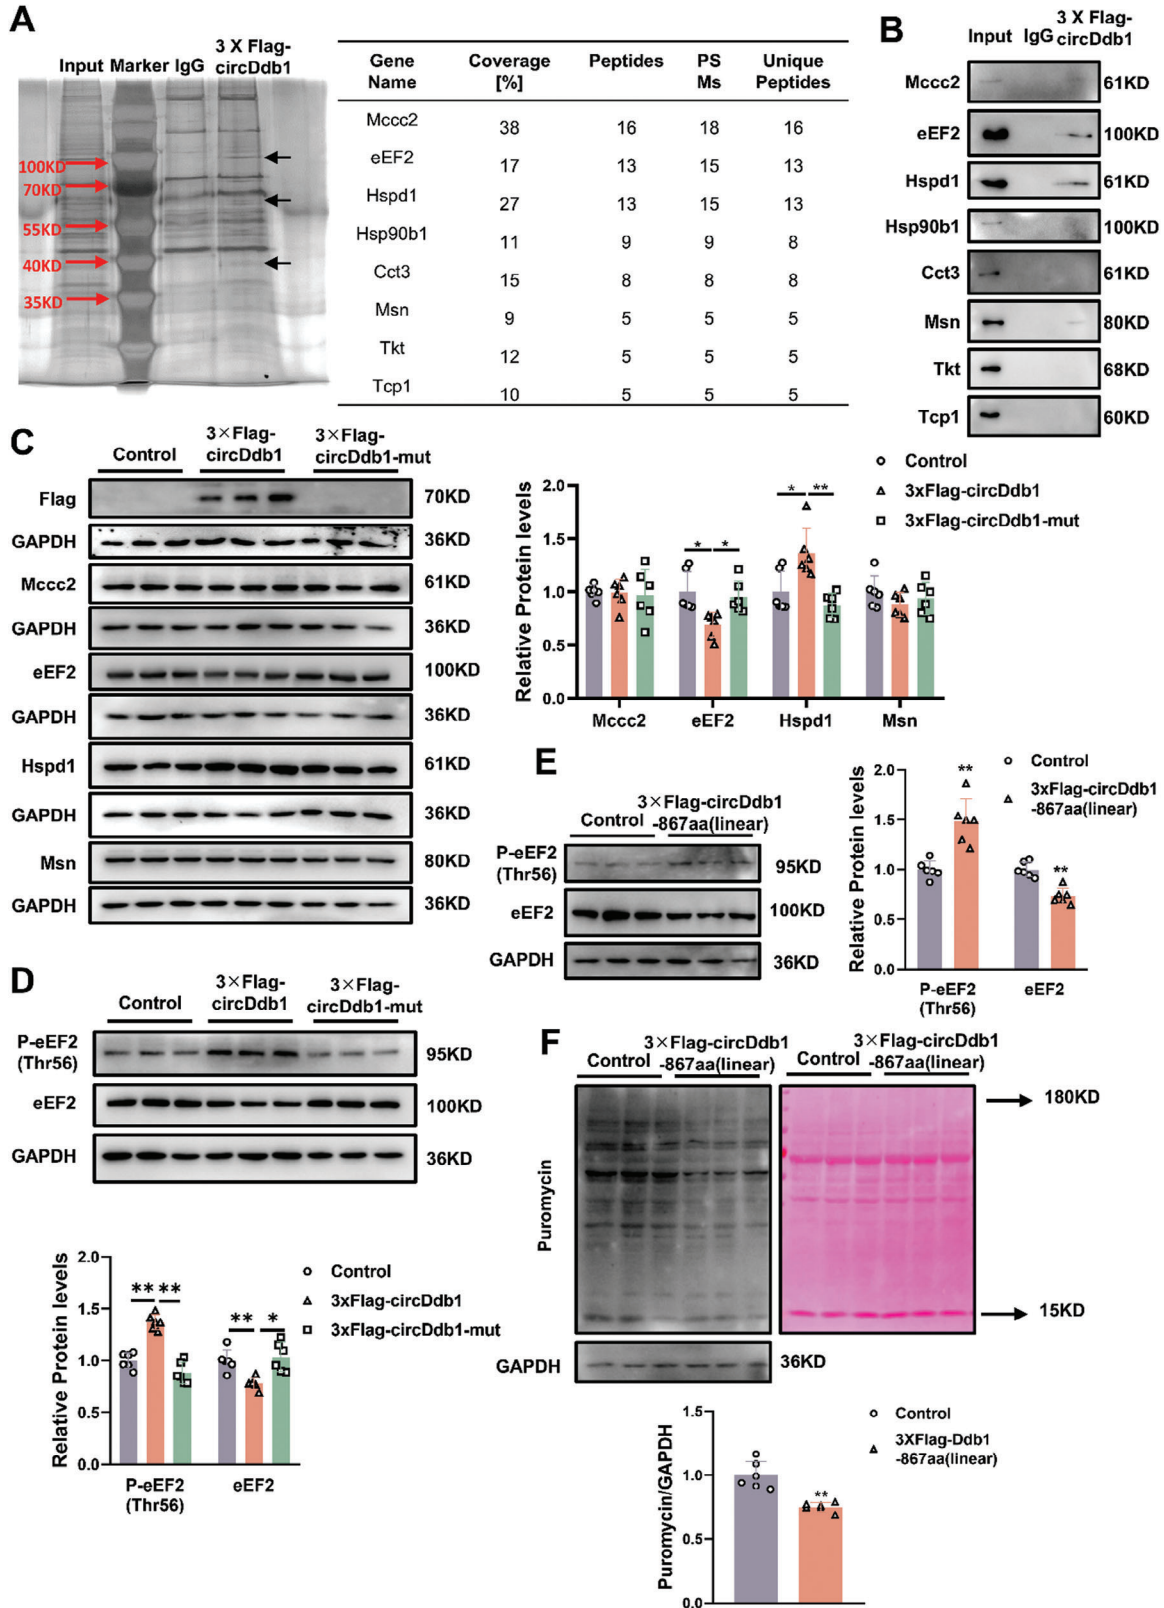 A
Input Marker IgG 3 X Flag-
circDdb1
100KD
70KD
55KD
40KD
35KD
Gene Name Coverage [%] Peptides PS Ms Unique Peptides
Mccc2 38 16 18 16
eEF2 17 13 15 13
Hspd1 27 13 15 13
Hsp90b1 11 9 9 8
Cct3 15 8 8 8
Msn 9 5 5 5
Tkt 12 5 5 5
Tcp1 10 5 5 5
B
Input IgG 3 X Flag-
circDdb1
Mccc2 61KD
eEF2 100KD
Hspd1 61KD
Hsp90b1 100KD
Cct3 61KD
Msn 80KD
Tkt 68KD
Tcp1 60KD
C
Control 3×Flag-
circDdb1 3×Flag-
circDdb1-mut
Flag 70KD
GAPDH 36KD
Mccc2 61KD
GAPDH 36KD
eEF2 100KD
GAPDH 36KD
Hspd1 61KD
GAPDH 36KD
Msn 80KD
GAPDH 36KD
Control
3xFlag-circDdb1
3xFlag-circDdb1-mut
Relative Protein levels
2.0
1.5
1.0
0.5
0.0
* **
* *
Mccc2 eEF2 Hspd1 Msn
D
Control 3×Flag-
circDdb1 3×Flag-
circDdb1-mut
P-eEF2
(Thr56) 95KD
eEF2 100KD
GAPDH 36KD
Relative Protein levels
2.0
1.5
1.0
0.5
0.0
** **
** *
P-eEF2
(Thr56) eEF2
Control
3xFlag-circDdb1
3xFlag-circDdb1-mut
E
Control 3×Flag-circDdb1
-867aa(linear)
P-eEF2
(Thr56) 95KD
eEF2 100KD
GAPDH 36KD
Relative Protein levels
2.0
1.5
1.0
0.5
0.0
**
**
P-eEF2
(Thr56) eEF2
Control
3xFlag-circDdb1
-867aa(linear)
F
Control 3×Flag-circDdb1
-867aa(linear)
Control 3×Flag-circDdb1
-867aa(linear)
Puromycin
180KD
15KD
GAPDH 36KD
Puromycin/GAPDH
1.5
1.0
0.5
0.0
**
Control
3XFlag-Ddb1
-867aa(linear)